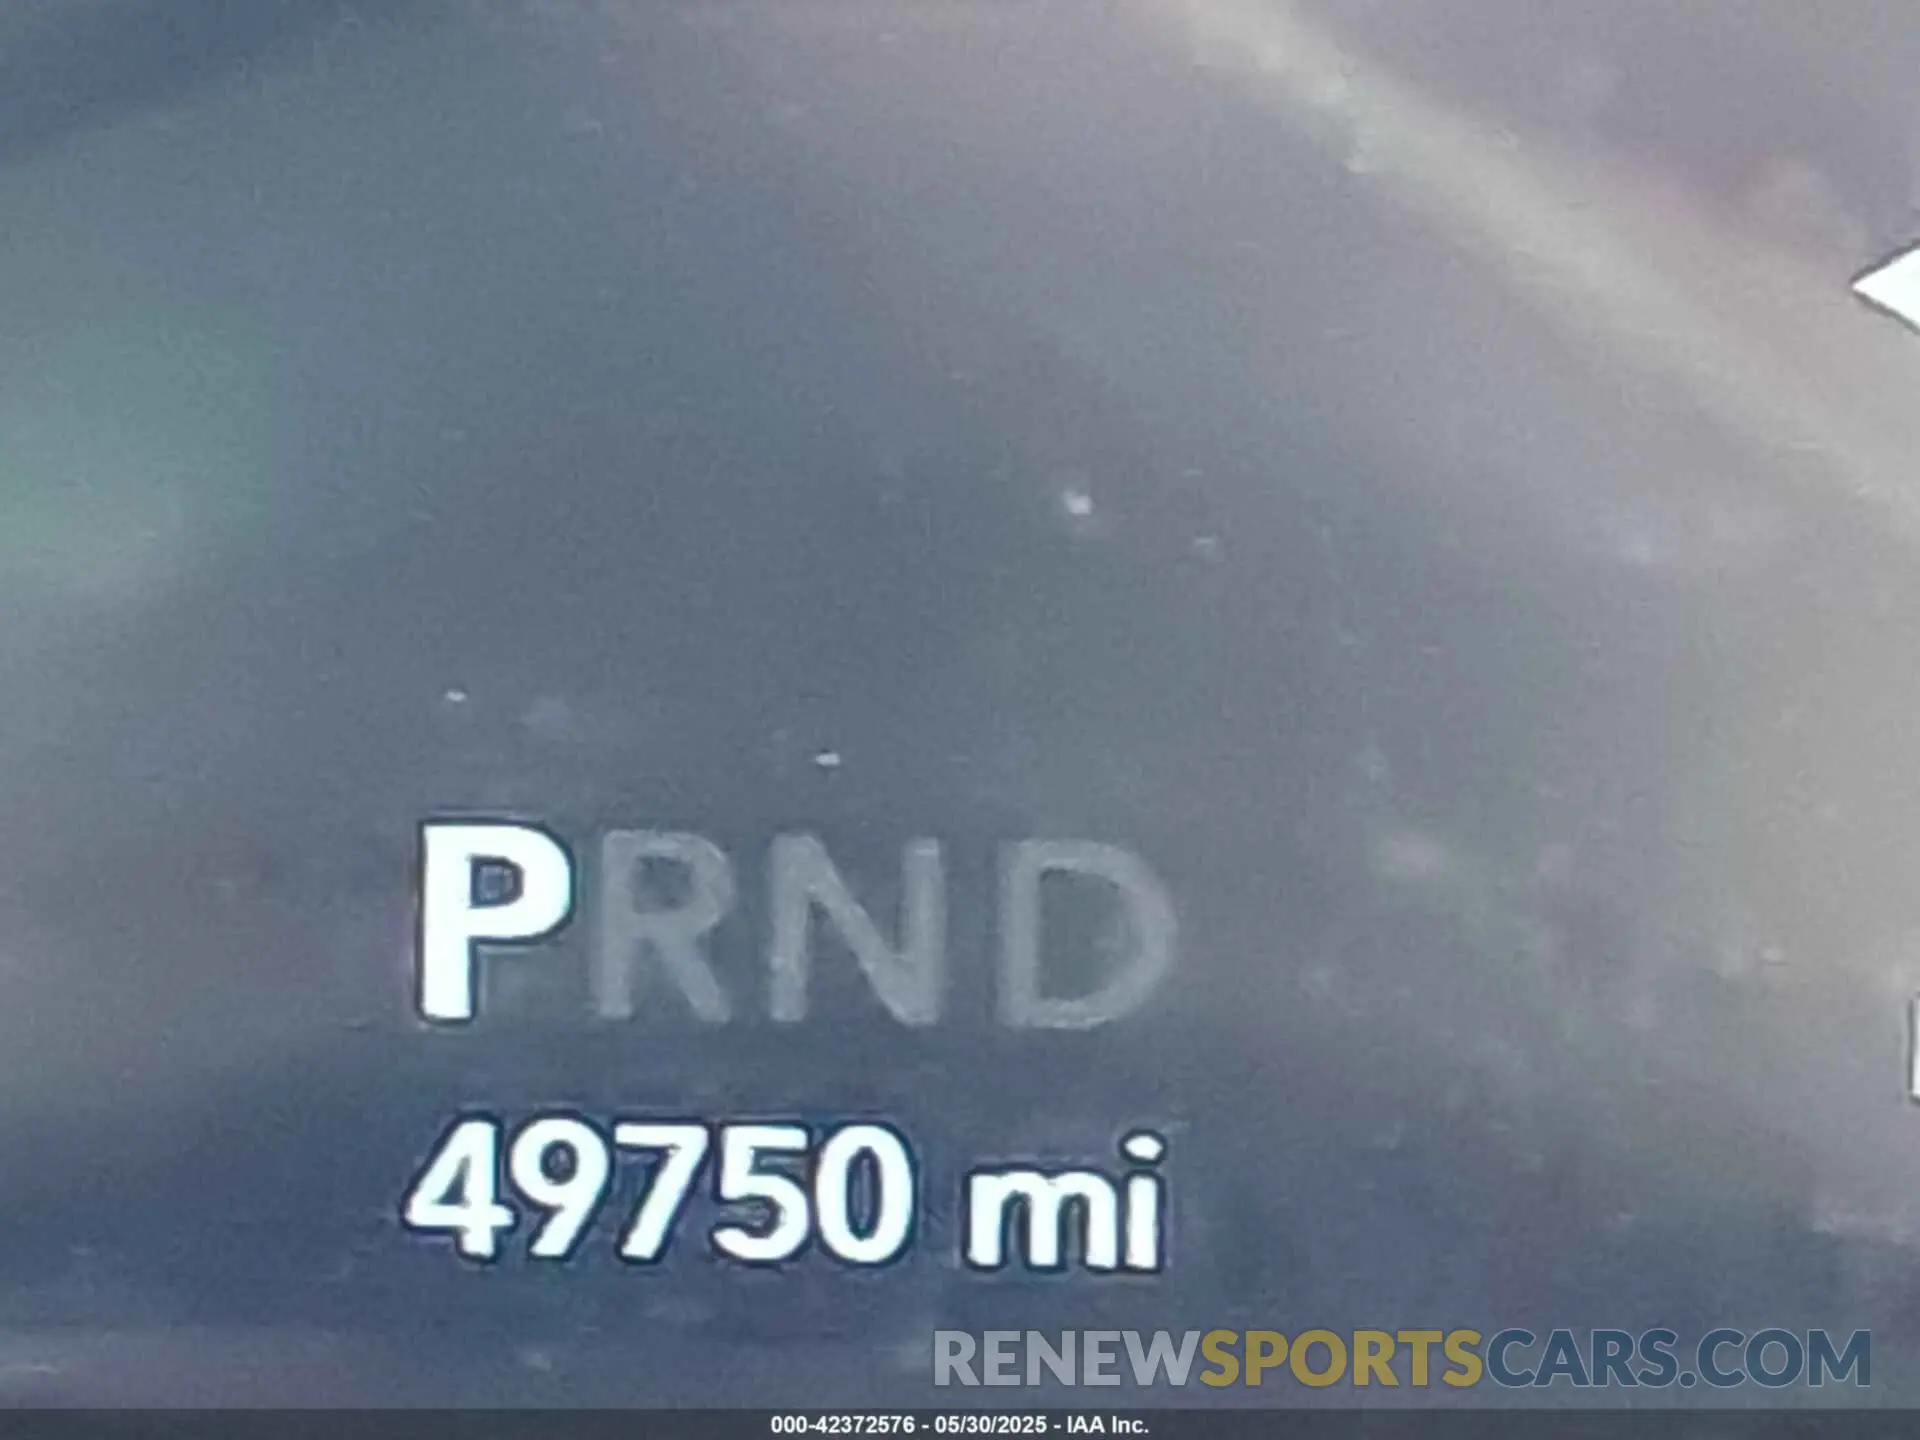 PRND
49750 mi
RENEWSPORTSCARS.COM
000-42372576 - 05/30/2025 - IAA Inc.